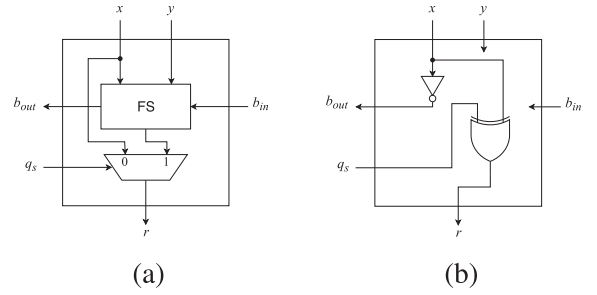 x y
b_out FS b_in
0 1
q_s
r
(a)
x y
b_out b_in
q_s
r
(b)